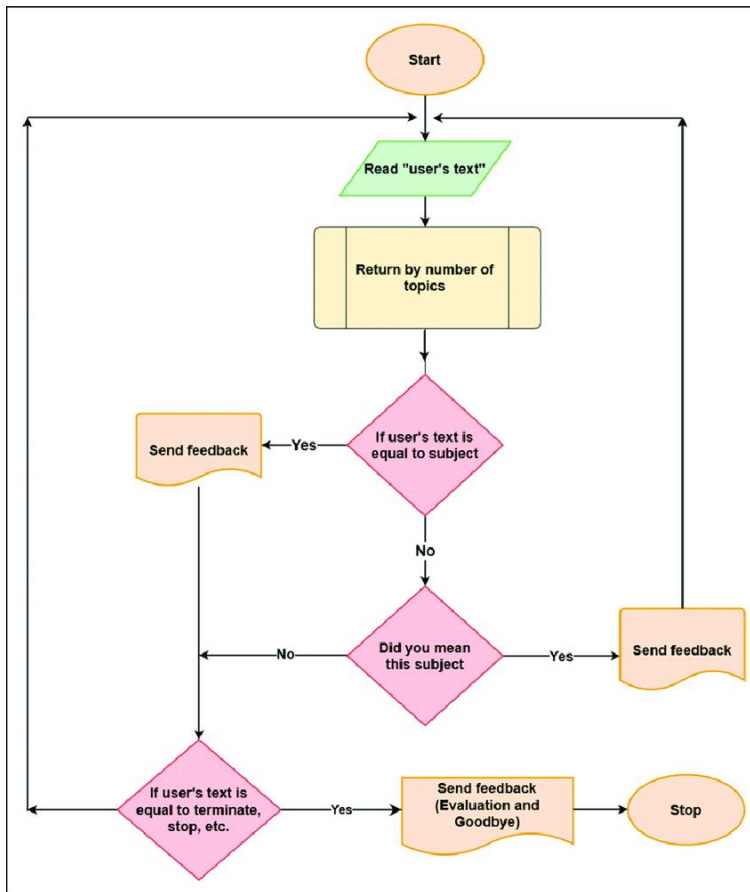 Start
Read "user's text"
Return by number of
topics
If user's text is
equal to subject
Yes
Send feedback
No
Did you mean
this subject
No
Yes
Send feedback
If user's text is
equal to terminate,
stop, etc.
Yes
Send feedback
(Evaluation and
Goodbye)
Stop